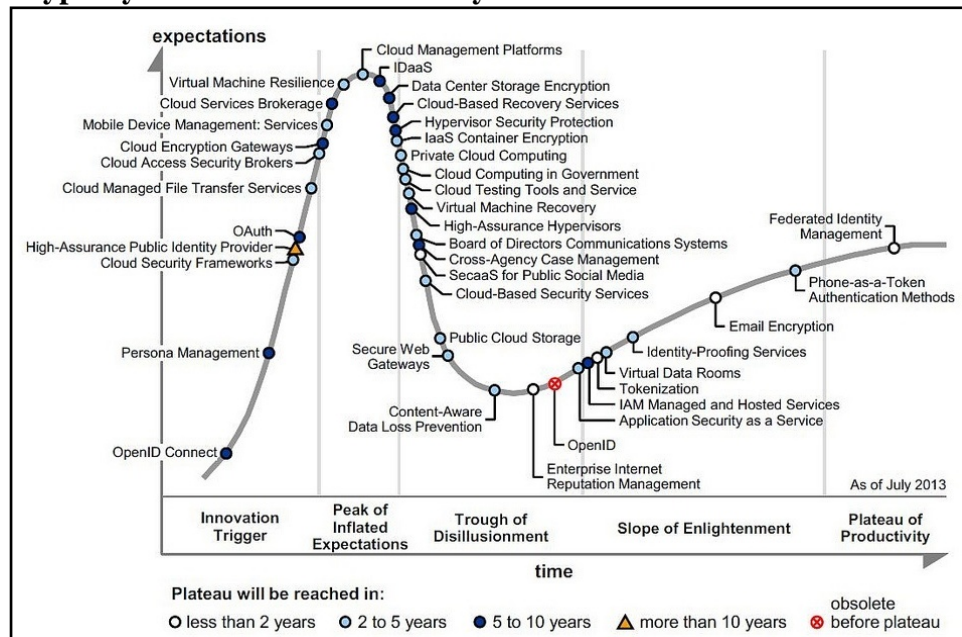 expectations
Cloud Management Platforms
IDaaS
Virtual Machine Resilience
Data Center Storage Encryption
Cloud Services Brokerage
Cloud-Based Recovery Services
Mobile Device Management: Services
Hypervisor Security Protection
Cloud Encryption Gateways
IaaS Container Encryption
Cloud Access Security Brokers
Private Cloud Computing
Cloud Computing in Government
Cloud Managed File Transfer Services
Cloud Testing Tools and Service
Virtual Machine Recovery
High-Assurance Hypervisors
OAuth
Board of Directors Communications Systems
High-Assurance Public Identity Provider
Cross-Agency Case Management
Cloud Security Frameworks
SecaaS for Public Social Media
Cloud-Based Security Services
Federated Identity
Management
Phone-as-a-Token
Authentication Methods
Email Encryption
Public Cloud Storage
Persona Management
Secure Web
Gateways
Identity-Proofing Services
Virtual Data Rooms
Tokenization
IAM Managed and Hosted Services
Application Security as a Service
Content-Aware
Data Loss Prevention
OpenID
OpenID Connect
Enterprise Internet
Reputation Management
As of July 2013
Innovation
Trigger
Peak of
Inflated
Expectations
Trough of
Disillusionment
Slope of Enlightenment
Plateau of
Productivity
time
Plateau will be reached in:
less than 2 years
2 to 5 years
5 to 10 years
more than 10 years
obsolete
before plateau